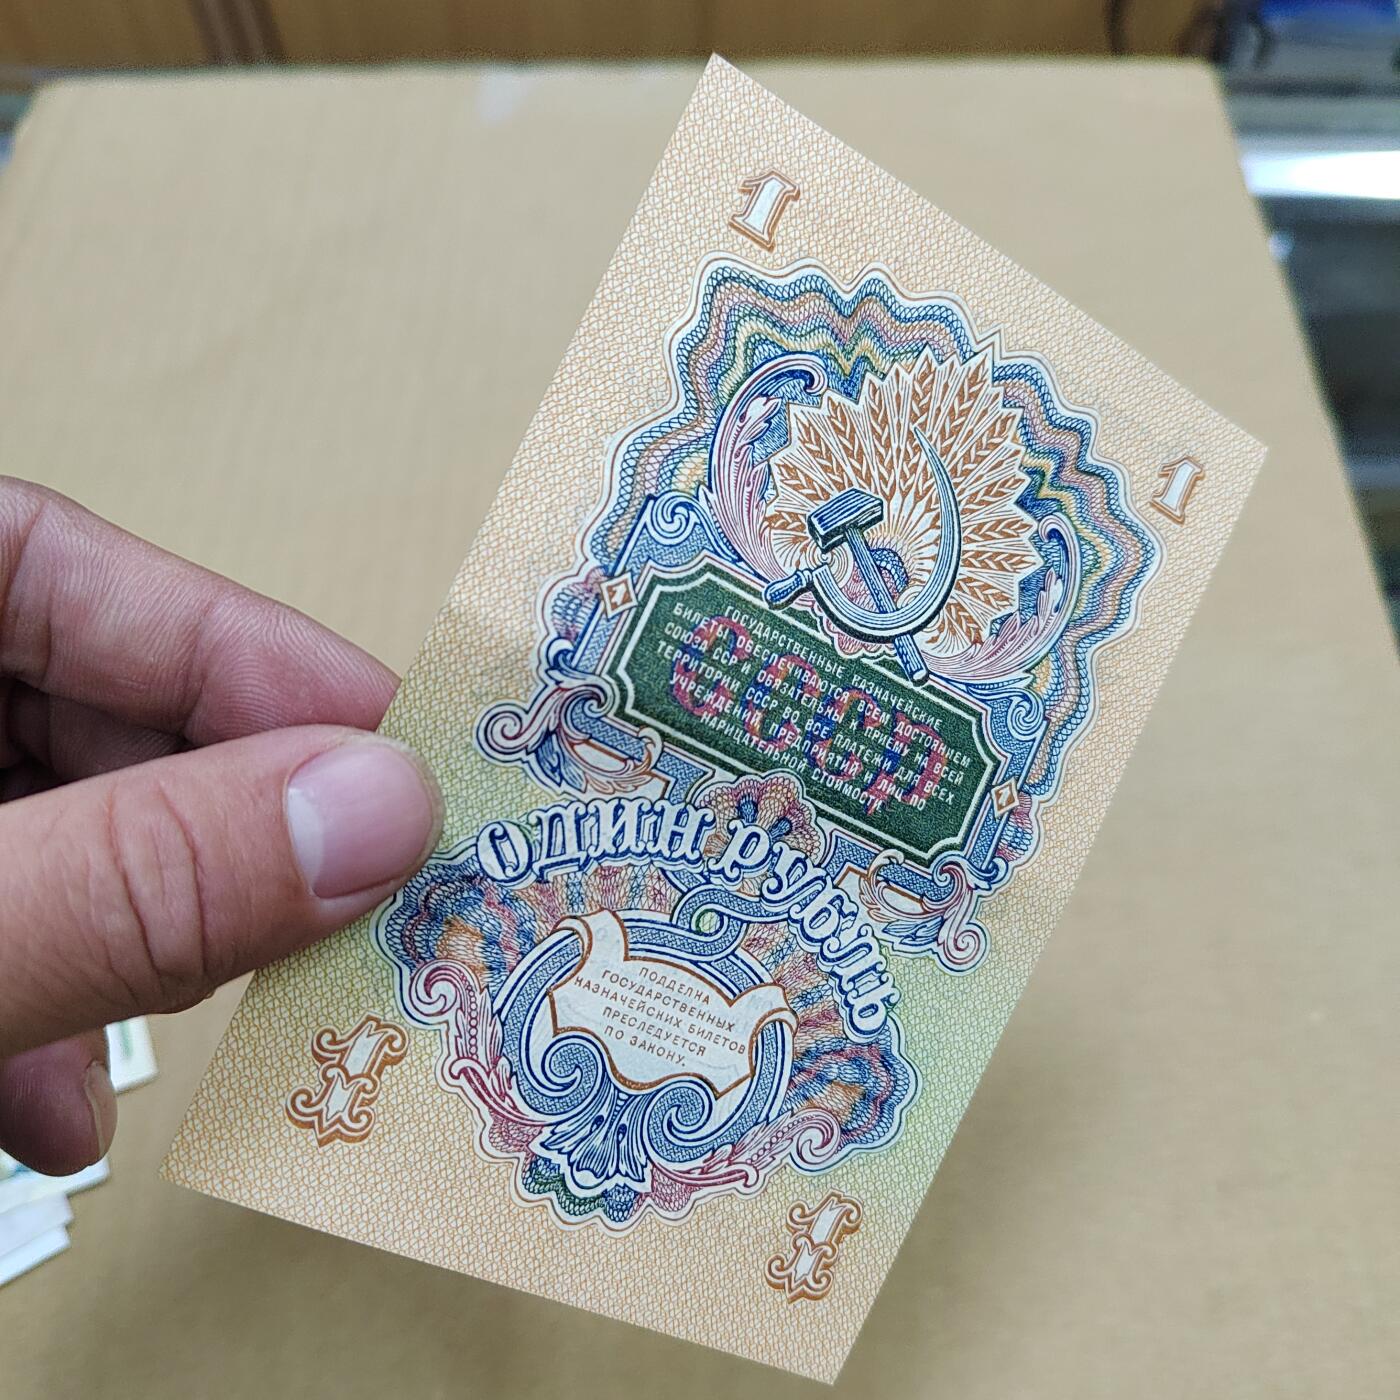 1
1
ГОСУДАРСТВЕННЫЕ КАЗНАЧЕЙСКИЕ
БИЛЕТЫ ОБЕСПЕЧИВАЮТСЯ ВСЕМ ДОСТОЯНИЕМ
СОЮЗА ССР И ОБЯЗАТЕЛЬНЫ К ПРИЕМУ НА ВСЕЙ
ТЕРРИТОРИИ СССР ВО ВСЕ ПЛАТЕЖИ ДЛЯ ВСЕХ
УЧРЕЖДЕНИЙ, ПРЕДПРИЯТИЙ И ЛИЦ ПО
НАРИЦАТЕЛЬНОЙ СТОИМОСТИ
СССР
1
1
ОДИН РУБЛЬ
ПОДДЕЛКА
ГОСУДАРСТВЕННЫХ
КАЗНАЧЕЙСКИХ БИЛЕТОВ
ПРЕСЛЕДУЕТСЯ
ПО ЗАКОНУ.
1
1